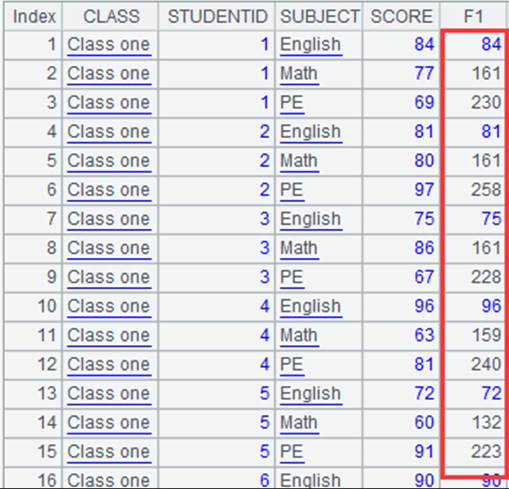 Index CLASS STUDENTID SUBJECT SCORE F1
1 Class one 1 English 84 84
2 Class one 1 Math 77 161
3 Class one 1 PE 69 230
4 Class one 2 English 81 81
5 Class one 2 Math 80 161
6 Class one 2 PE 97 258
7 Class one 3 English 75 75
8 Class one 3 Math 86 161
9 Class one 3 PE 67 228
10 Class one 4 English 96 96
11 Class one 4 Math 63 159
12 Class one 4 PE 81 240
13 Class one 5 English 72 72
14 Class one 5 Math 60 132
15 Class one 5 PE 91 223
16 Class one 6 English 90 90